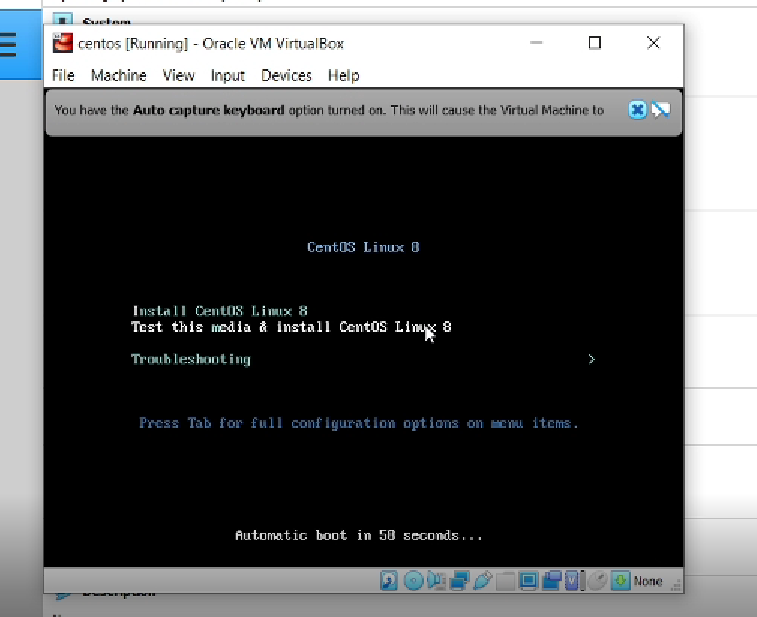 System
centos [Running] - Oracle VM VirtualBox
File Machine View Input Devices Help
You have the Auto capture keyboard option turned on. This will cause the Virtual Machine to
CentOS Linux 8
Install CentOS Linux 8
Test this media & install CentOS Linux 8
Troubleshooting >
Press Tab for full configuration options on menu items.
Automatic boot in 58 seconds...
None
Description